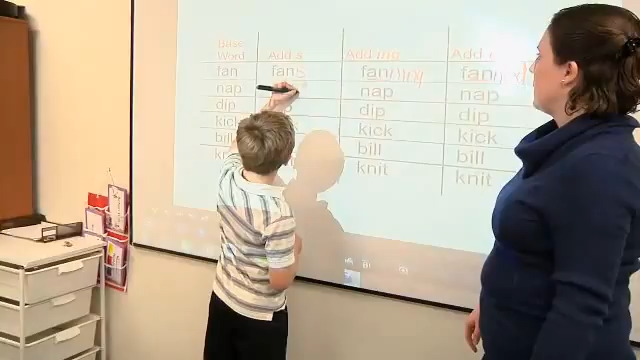 Base
Word Add s Add ing Add
fan fans fanning fann
nap nap nap
dip dip dip
kick kick kick
bill bill bill
knit knit